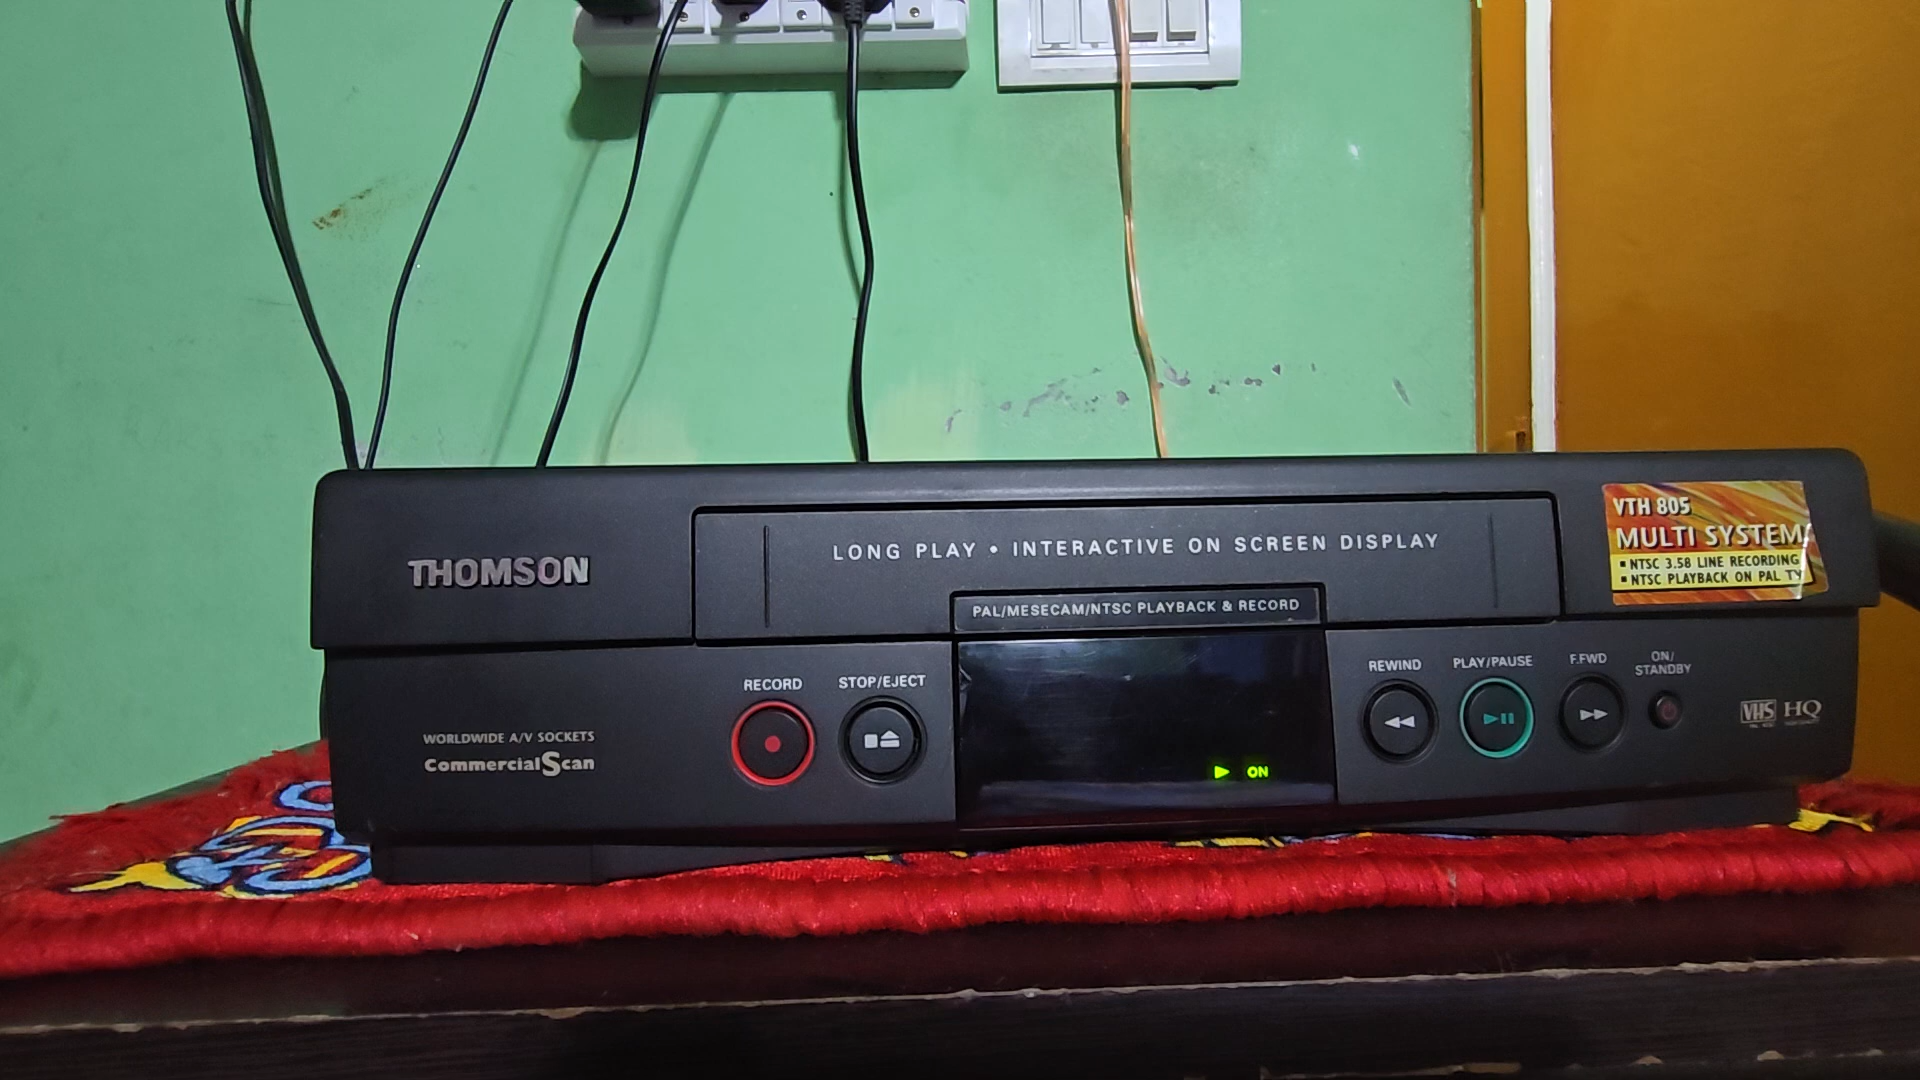 THOMSON
LONG PLAY • INTERACTIVE ON SCREEN DISPLAY
PAL/MESECAM/NTSC PLAYBACK & RECORD
VTH 805
MULTI SYSTEM
▪ NTSC 3.58 LINE RECORDING
▪ NTSC PLAYBACK ON PAL TV
WORLDWIDE A/V SOCKETS
CommercialScan
RECORD
STOP/EJECT
ON
REWIND
PLAY/PAUSE
F.FWD
ON/
STANDBY
VHS HQ